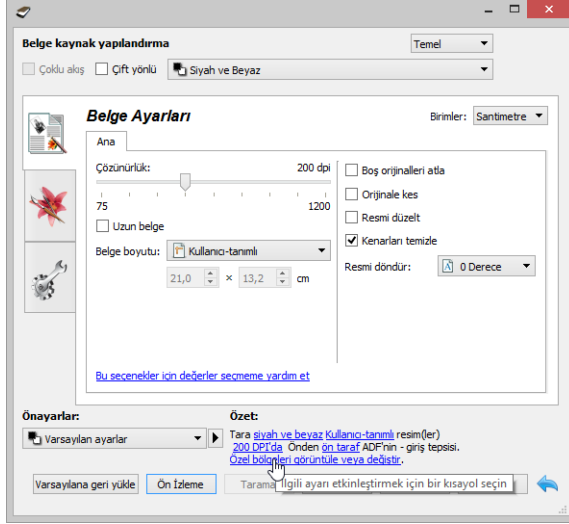 Belge kaynak yapılandırma
Temel
Çoklu akış
Çift yönlü
Siyah ve Beyaz
Belge Ayarları
Birimler: Santimetre
Ana
Çözünürlük: 200 dpi
75 1200
Uzun belge
Belge boyutu: Kullanıcı-tanımlı
21,0 × 13,2 cm
Boş orijinalleri atla
Orijinale kes
Resmi düzelt
Kenarları temizle
Resmi döndür: 0 Derece
Bu seçenekler için değerler seçmeme yardım et
Önayarlar:
Varsayılan ayarlar
Özet:
Tara siyah ve beyaz Kullanıcı-tanımlı resim(ler)
200 DPI'da Önden ön taraf ADF'nin - giriş tepsisi.
Özel bölgeleri görüntüle veya değiştir.
Varsayılana geri yükle
Ön İzleme
Tarama
İlgili ayarı etkinleştirmek için bir kısayol seçin